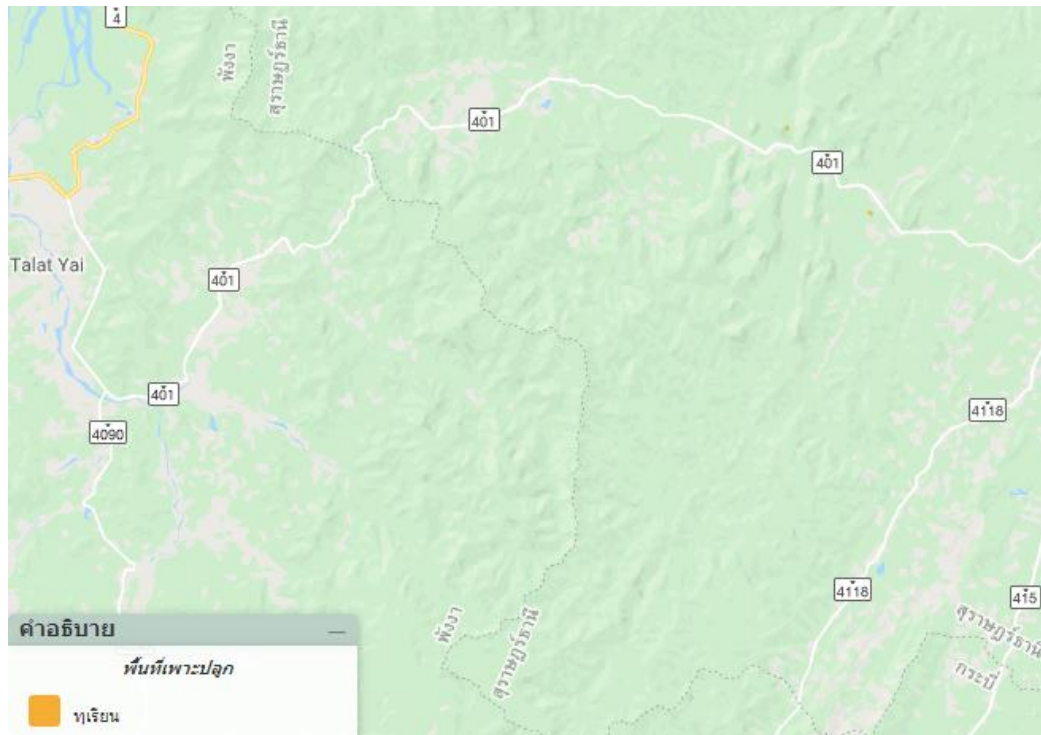 4
พังงา
สุราษฎร์ธานี
401
401
Talat Yai
401
401
4118
4090
4118
415
พังงา
สุราษฎร์ธานี
สุราษฎร์ธานี
กระบี่
คำอธิบาย
พื้นที่เพาะปลูก
ทุเรียน